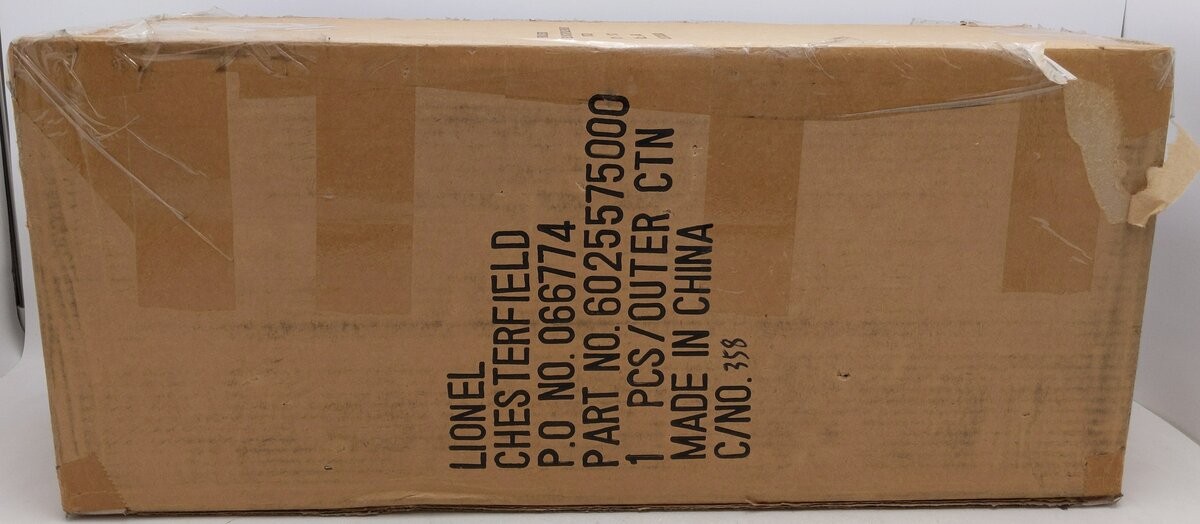 LIONEL
CHESTERFIELD
P.O NO. 066774
PART NO. 6025575000
1 PCS/OUTER CTN
MADE IN CHINA
C/NO. 358